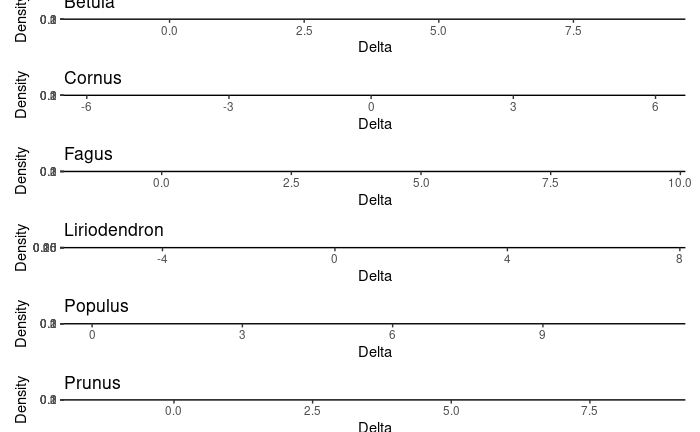 Betula
Density
0.0 2.5 5.0 7.5
Delta
Cornus
Density
-6 -3 0 3 6
Delta
Fagus
Density
0.0 2.5 5.0 7.5 10.0
Delta
Liriodendron
Density
-4 0 4 8
Delta
Populus
Density
0 3 6 9
Delta
Prunus
Density
0.0 2.5 5.0 7.5
Delta